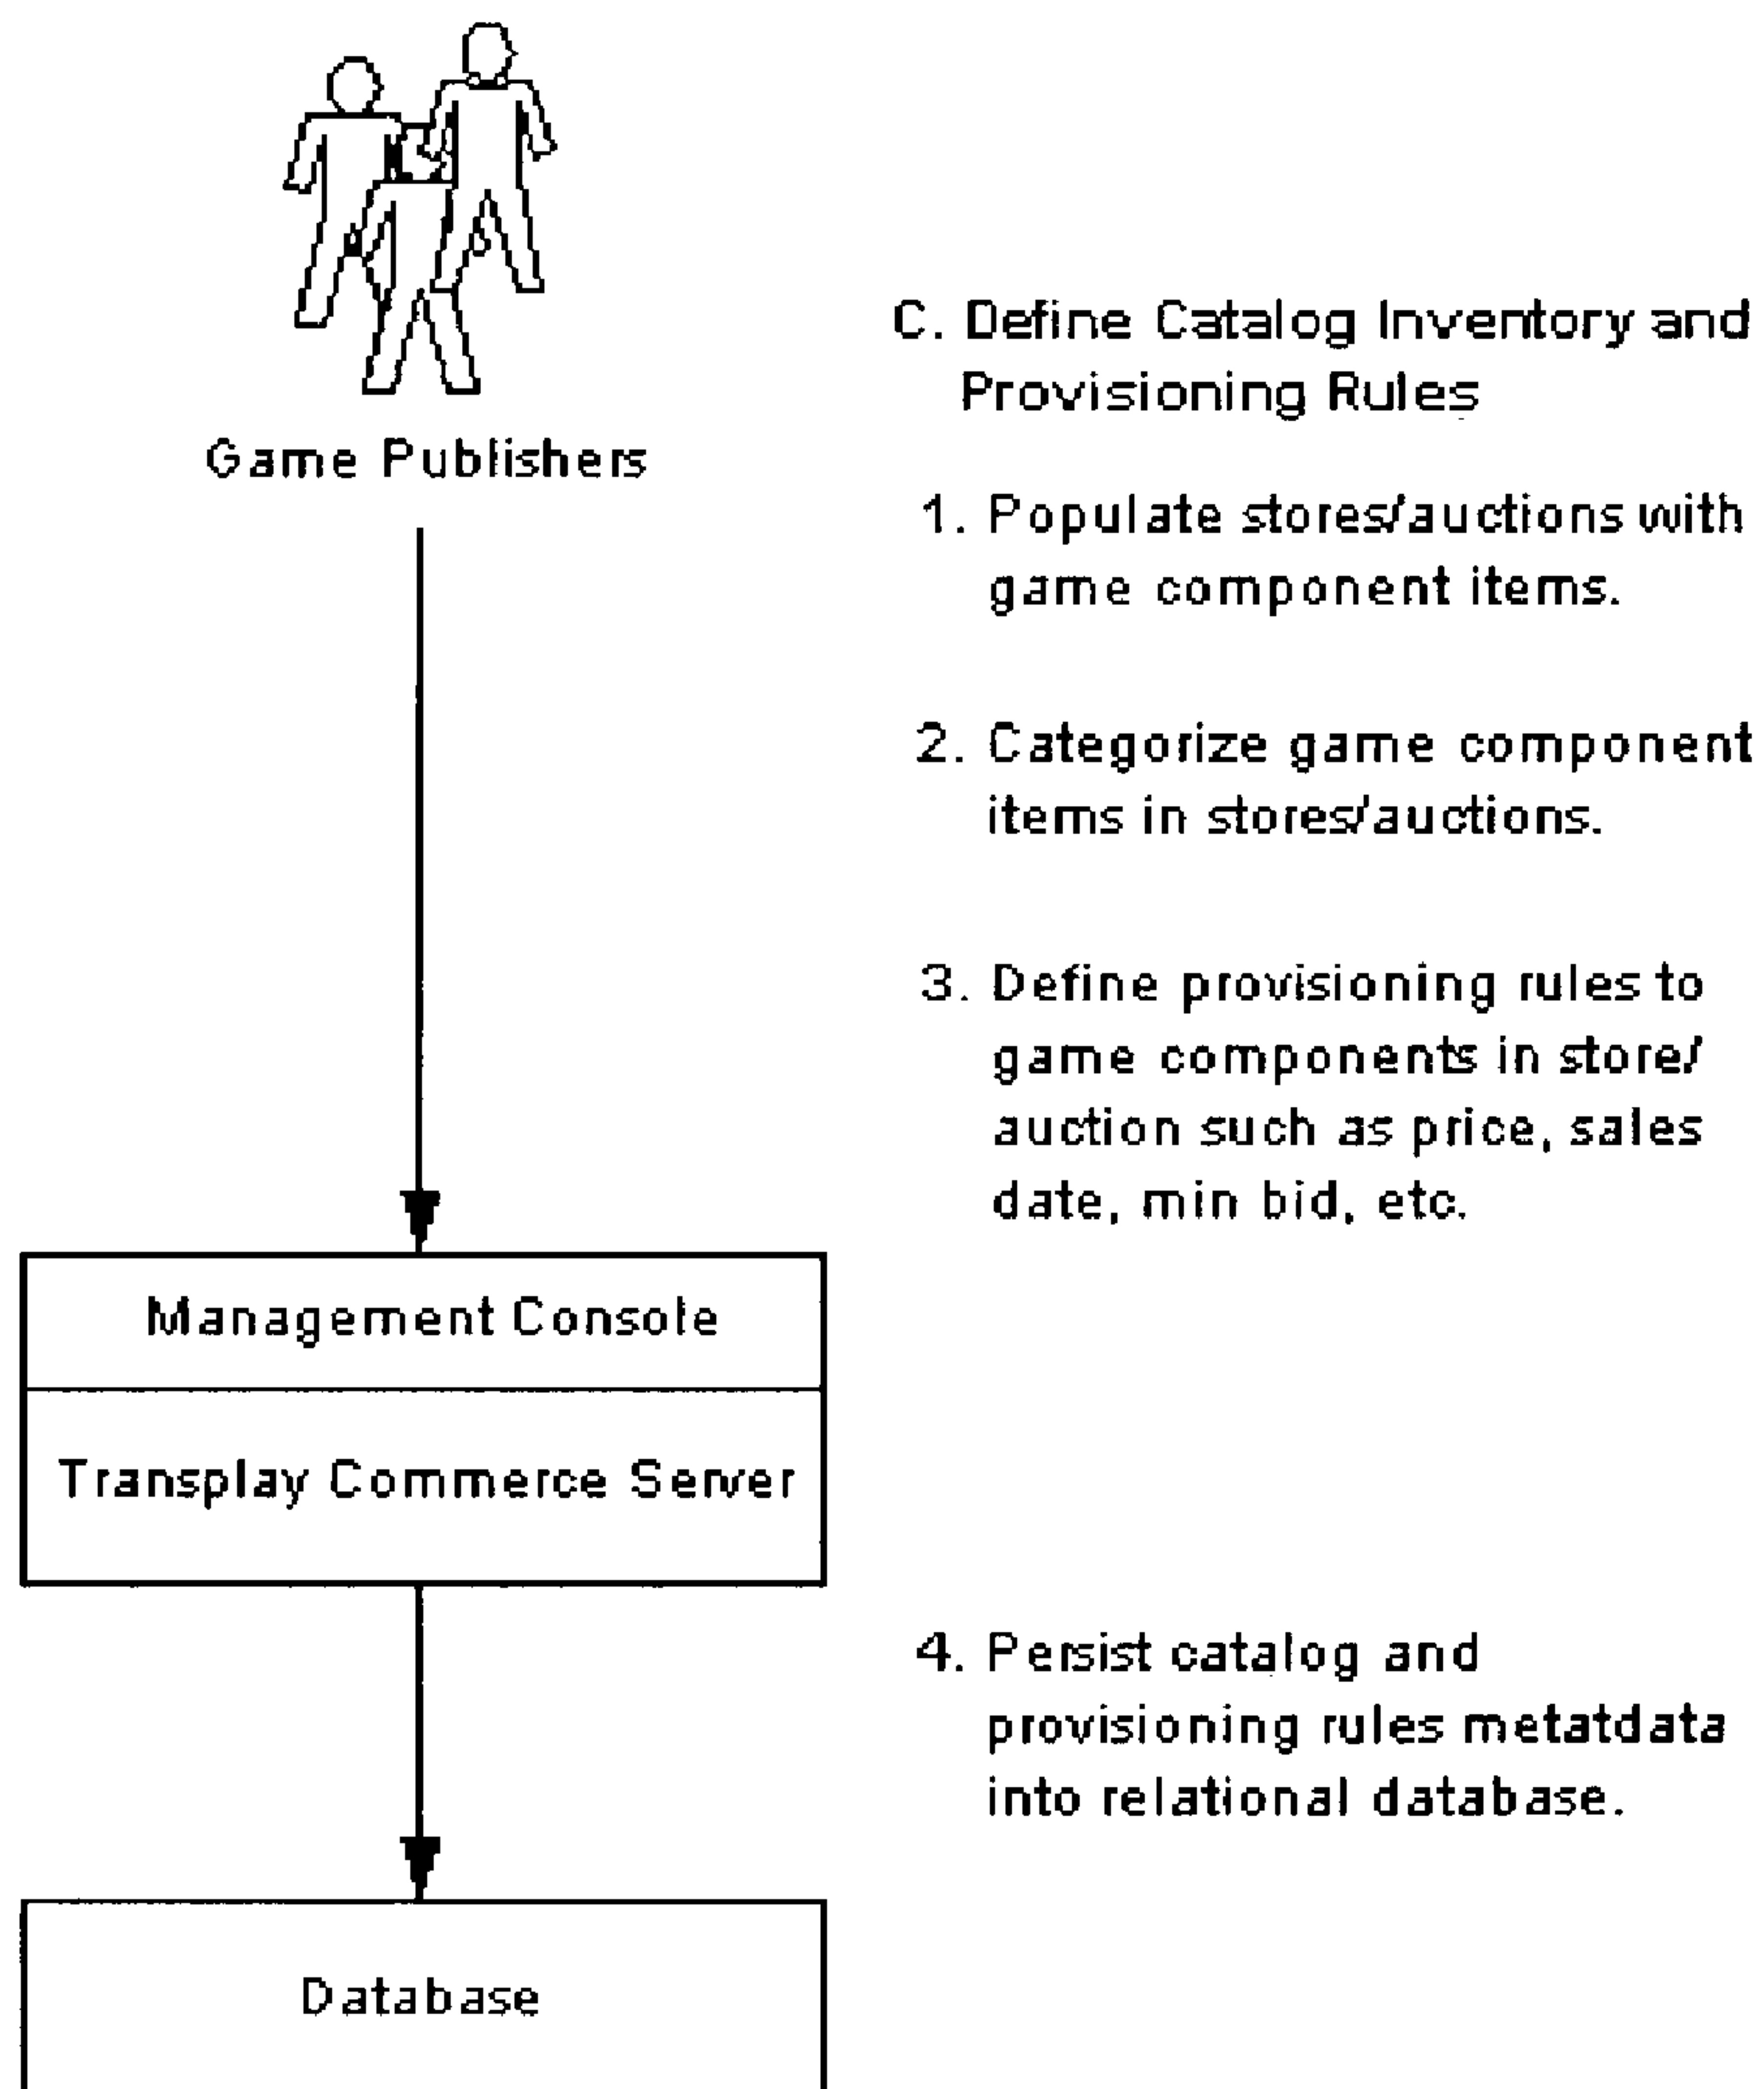 Game Publishers
C. Define Catalog Inventory and
Provisioning Rules
1. Populate stores/auctions with
game component items.
2. Categorize game component
items in stores/auctions.
3. Define provisioning rules to
game components in store/
auction such as price, sales
date, min bid, etc.
Management Console
Transplay Commerce Server
4. Persist catalog and
provisioning rules metatdata
into relational database.
Database